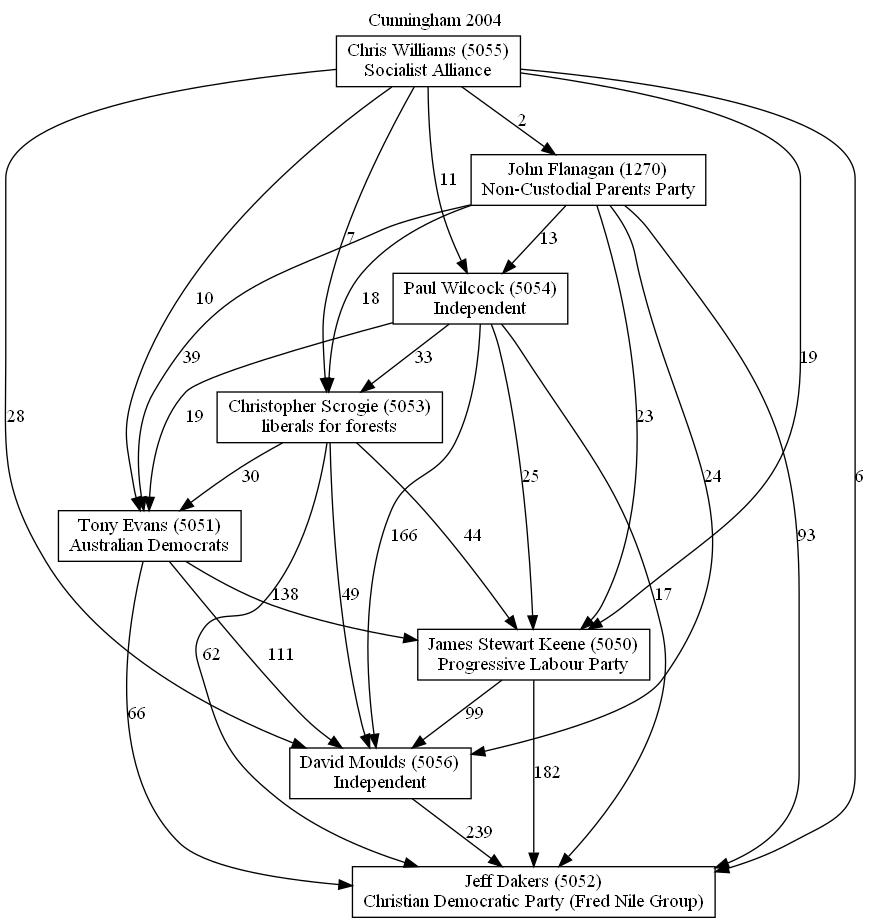 Cunningham 2004
Chris Williams (5055)
Socialist Alliance
2
John Flanagan (1270)
Non-Custodial Parents Party
11
7
13
10
18
Paul Wilcock (5054)
Independent
39
33
19
19
Christopher Scrogie (5053)
liberals for forests
28
23
30
25
24
6
Tony Evans (5051)
Australian Democrats
166
44
93
138
49
17
James Stewart Keene (5050)
Progressive Labour Party
62
111
66
99
David Moulds (5056)
Independent
182
239
Jeff Dakers (5052)
Christian Democratic Party (Fred Nile Group)